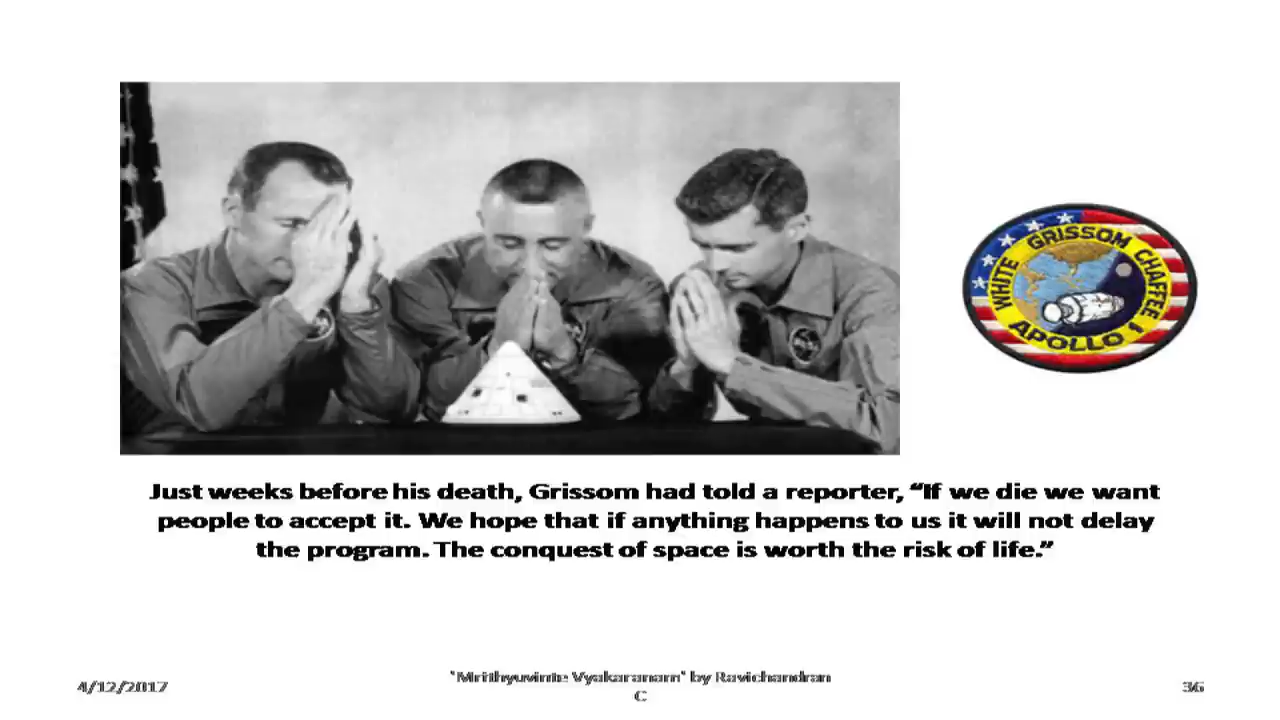 GRISSOM
WHITE
CHAFFEE
APOLLO 1
Just weeks before his death, Grissom had told a reporter, “If we die we want
people to accept it. We hope that if anything happens to us it will not delay
the program. The conquest of space is worth the risk of life.”
4/12/2017
"Mrithyuvinte Vyakaranam" by Ravichandran
C
36